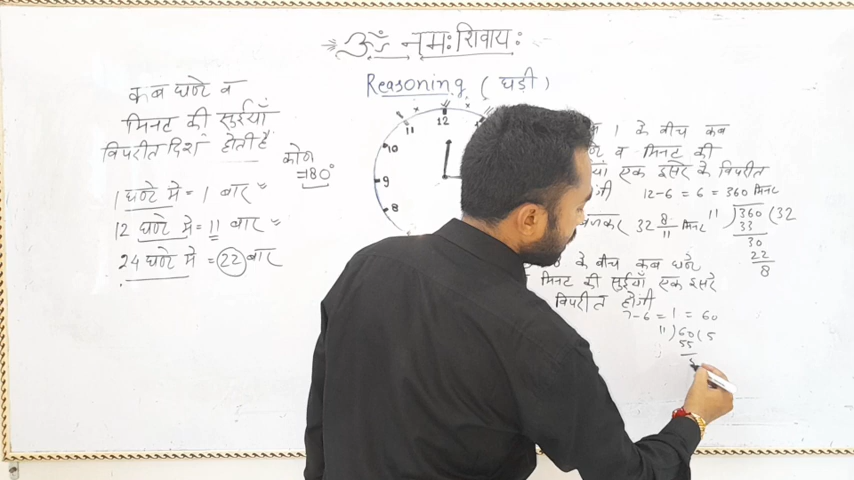 ॐ नमः शिवायः
Reasoning ( घड़ी )
कब घण्टे व
मिनट की सुईयाँ
विपरीत दिशा होती है
कोण
=180°
1 घण्टे मे = 1 बार
12 घण्टे मे = 11 बार
24 घण्टे मे = 22 बार
12
11
10
9
8
1 के बीच कब
व मिनट की
एक दूसरे के विपरीत
12-6 = 6 = 360 मिनट
बजकर 32 8/11 मिनट
11 ) 360 ( 32
33
30
22
8
के बीच कब घण्टे
मिनट की सुईयाँ एक दूसरे
विपरीत होगी
7-6 = 1 = 60
11 ) 60 ( 5
55